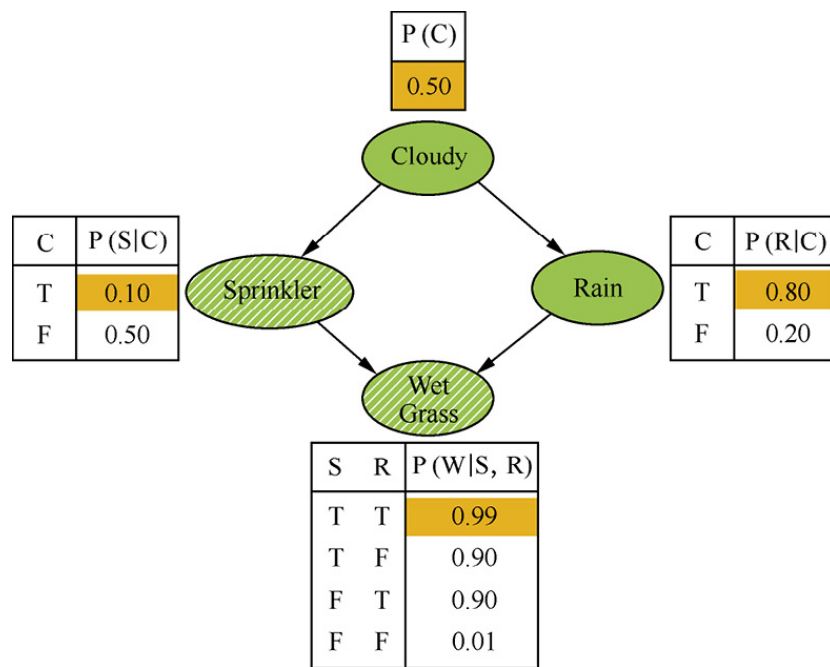 P (C)
0.50
Cloudy
C P (S|C)
T 0.10
F 0.50
Sprinkler
Rain
C P (R|C)
T 0.80
F 0.20
Wet
Grass
S R P (W|S, R)
T T 0.99
T F 0.90
F T 0.90
F F 0.01